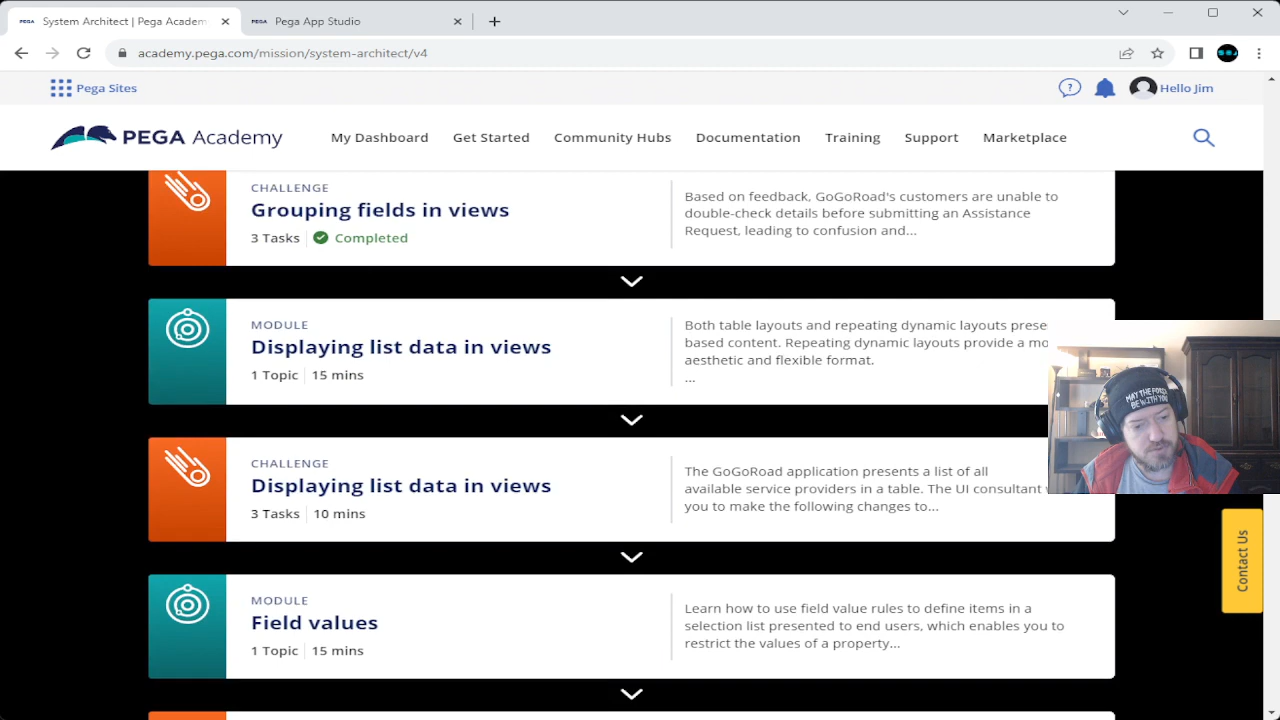 System Architect | Pega Academ
Pega App Studio
academy.pega.com/mission/system-architect/v4
Pega Sites
Hello Jim
PEGA Academy
My Dashboard
Get Started
Community Hubs
Documentation
Training
Support
Marketplace
CHALLENGE
Grouping fields in views
3 Tasks
Completed
Based on feedback, GoGoRoad's customers are unable to
double-check details before submitting an Assistance
Request, leading to confusion and...
MODULE
Displaying list data in views
1 Topic
15 mins
Both table layouts and repeating dynamic layouts prese
based content. Repeating dynamic layouts provide a mo
aesthetic and flexible format.
...
CHALLENGE
Displaying list data in views
3 Tasks
10 mins
The GoGoRoad application presents a list of all
available service providers in a table. The UI consultant
you to make the following changes to...
MAY THE FORCE
BE WITH YOU
Contact Us
MODULE
Field values
1 Topic
15 mins
Learn how to use field value rules to define items in a
selection list presented to end users, which enables you to
restrict the values of a property...